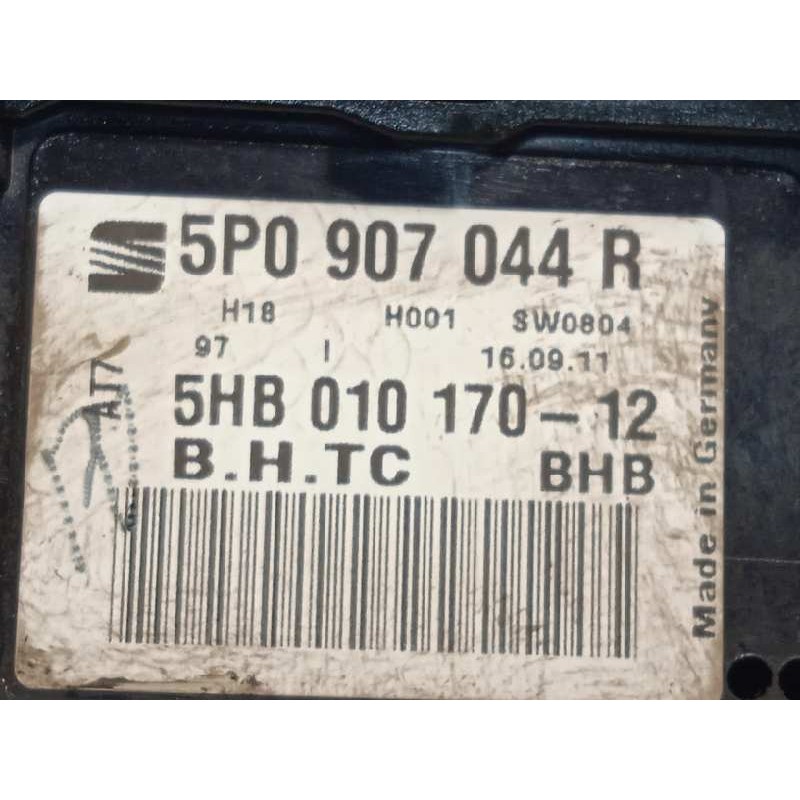 5P0 907 044 R
H18 H001 SW0804
97 I 16.09.11
AT7
5HB 010 170-12
B.H.TC BHB
Made in Germany